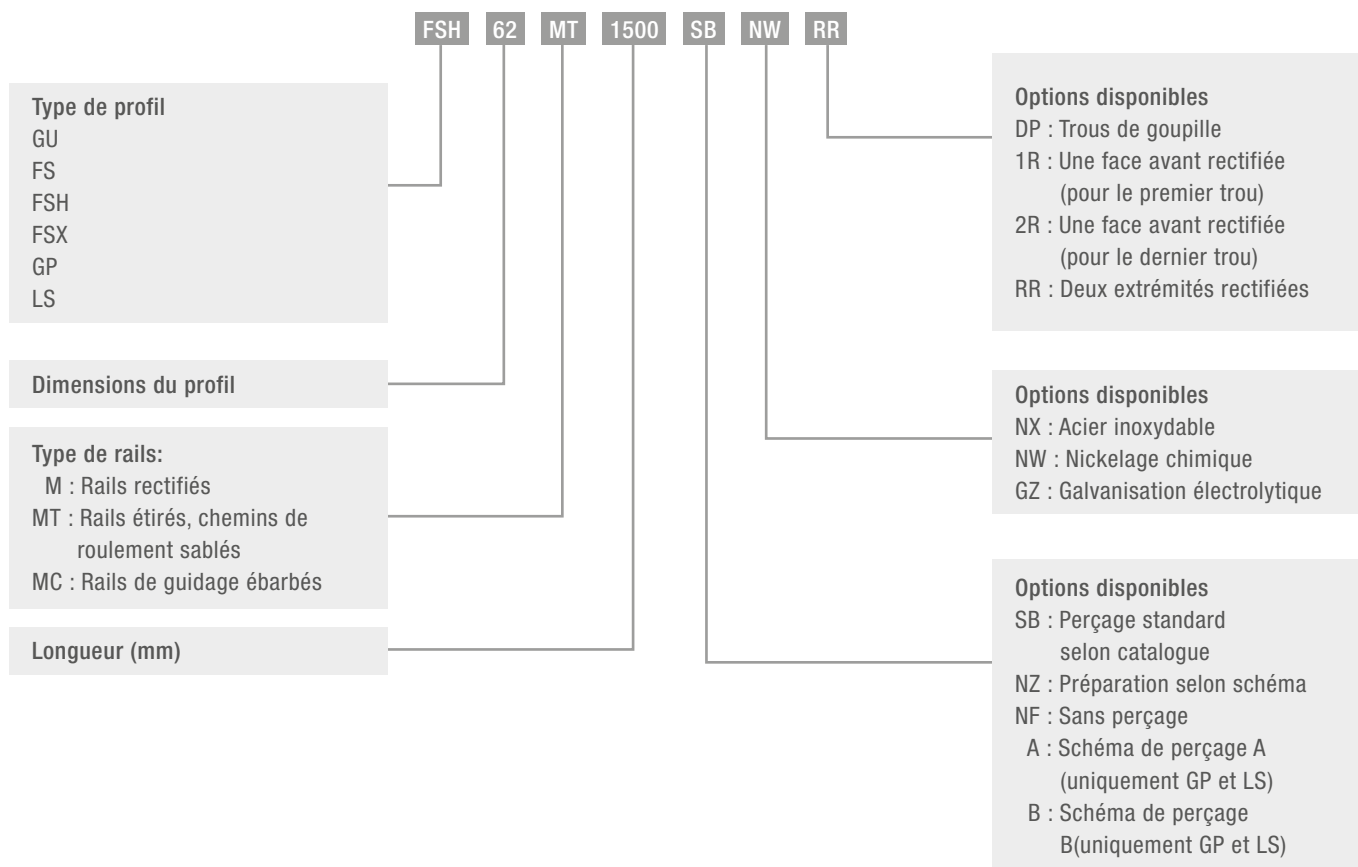 FSH 62 MT 1500 SB NW RR
Type de profil
GU
FS
FSH
FSX
GP
LS
Dimensions du profil
Type de rails:
M : Rails rectifiés
MT : Rails étirés, chemins de
roulement sablés
MC : Rails de guidage ébarbés
Longueur (mm)
Options disponibles
DP : Trous de goupille
1R : Une face avant rectifiée
(pour le premier trou)
2R : Une face avant rectifiée
(pour le dernier trou)
RR : Deux extrémités rectifiées
Options disponibles
NX : Acier inoxydable
NW : Nickelage chimique
GZ : Galvanisation électrolytique
Options disponibles
SB : Perçage standard
selon catalogue
NZ : Préparation selon schéma
NF : Sans perçage
A : Schéma de perçage A
(uniquement GP et LS)
B : Schéma de perçage
B(uniquement GP et LS)